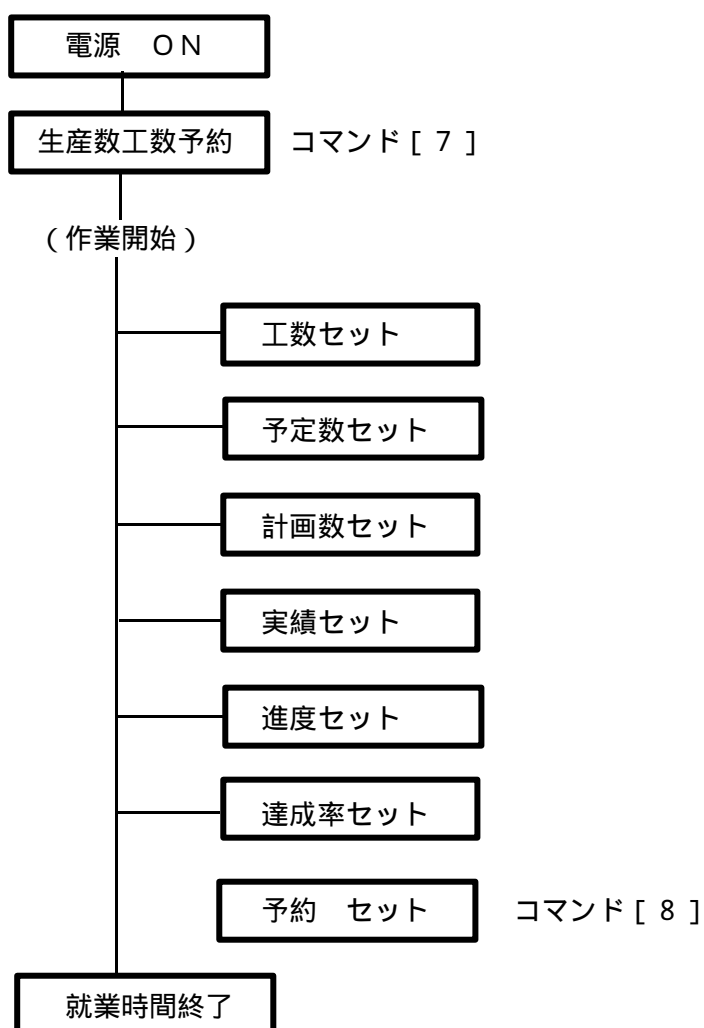 電源　ＯＮ
生産数工数予約　コマンド［７］
（作業開始）
工数セット
予定数セット
計画数セット
実績セット
進度セット
達成率セット
予約　セット　コマンド［８］
就業時間終了